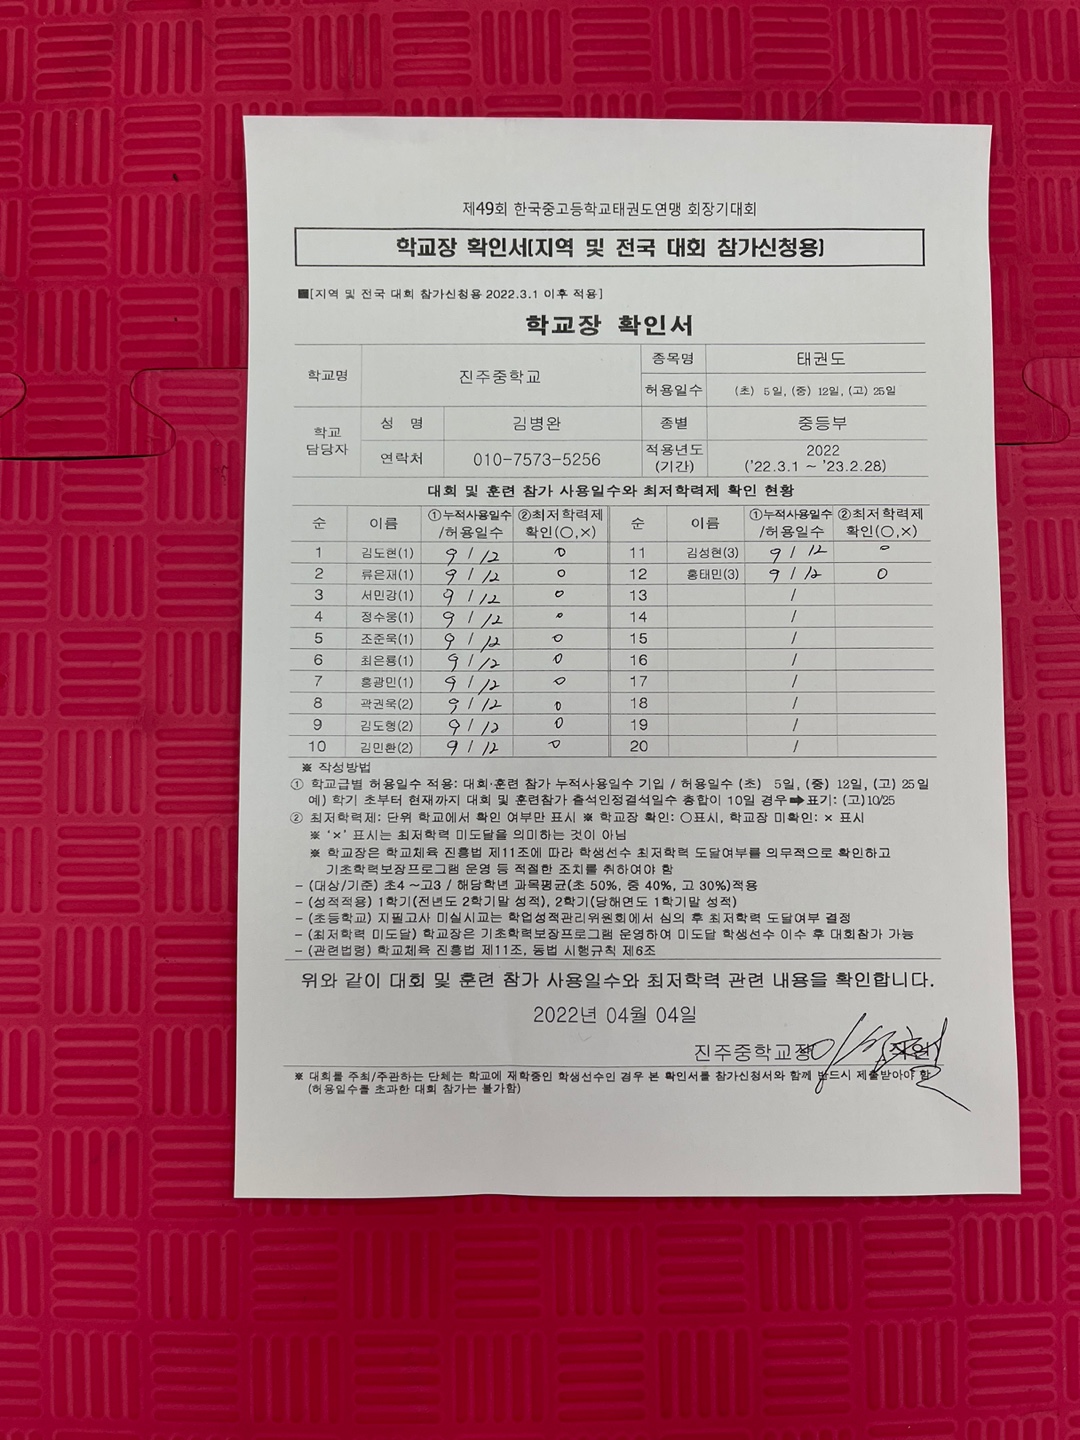 제49회 한국중고등학교태권도연맹 회장기대회
학교장 확인서(지역 및 전국 대회 참가신청용)
■[지역 및 전국 대회 참가신청용 2022.3.1 이후 적용]
학교장 확인서
학교명 진주중학교 종목명 태권도
허용일수 (초) 5일, (중) 12일, (고) 25일
학교 담당자 성 명 김병완 종별 중등부
연락처 010-7573-5256 적용년도 (기간) 2022 ('22.3.1 ~ '23.2.28)
대회 및 훈련 참가 사용일수와 최저학력제 확인 현황
순 이름 ①누적사용일수 /허용일수 ②최저학력제 확인(○,×) 순 이름 ①누적사용일수 /허용일수 ②최저학력제 확인(○,×)
1 김도현(1) 9 / 12 ○ 11 김성현(3) 9 / 12 ○
2 류은재(1) 9 / 12 ○ 12 홍태민(3) 9 / 12 ○
3 서민강(1) 9 / 12 ○ 13 /
4 정수웅(1) 9 / 12 ○ 14 /
5 조준욱(1) 9 / 12 ○ 15 /
6 최은룡(1) 9 / 12 ○ 16 /
7 홍광민(1) 9 / 12 ○ 17 /
8 곽권욱(2) 9 / 12 ○ 18 /
9 김도형(2) 9 / 12 ○ 19 /
10 김민환(2) 9 / 12 ○ 20 /
※ 작성방법
① 학교급별 허용일수 적용: 대회·훈련 참가 누적사용일수 기입 / 허용일수 (초) 5일, (중) 12일, (고) 25일
예) 학기 초부터 현재까지 대회 및 훈련참가 출석인정결석일수 총합이 10일 경우➡표기: (고)10/25
② 최저학력제: 단위 학교에서 확인 여부만 표시 ※ 학교장 확인: ○표시, 학교장 미확인: × 표시
※ '×' 표시는 최저학력 미도달을 의미하는 것이 아님
※ 학교장은 학교체육 진흥법 제11조에 따라 학생선수 최저학력 도달여부를 의무적으로 확인하고
기초학력보장프로그램 운영 등 적절한 조치를 취하여야 함
- (대상/기준) 초4 ~고3 / 해당학년 과목평균(초 50%, 중 40%, 고 30%)적용
- (성적적용) 1학기(전년도 2학기말 성적), 2학기(당해연도 1학기말 성적)
- (초등학교) 지필고사 미실시교는 학업성적관리위원회에서 심의 후 최저학력 도달여부 결정
- (최저학력 미도달) 학교장은 기초학력보장프로그램 운영하여 미도달 학생선수 이수 후 대회참가 가능
- (관련법령) 학교체육 진흥법 제11조, 동법 시행규칙 제6조
위와 같이 대회 및 훈련 참가 사용일수와 최저학력 관련 내용을 확인합니다.
2022년 04월 04일
진주중학교장
※ 대회를 주최/주관하는 단체는 학교에 재학중인 학생선수인 경우 본 확인서를 참가신청서와 함께 반드시 제출받아야 함
(허용일수를 초과한 대회 참가는 불가함)